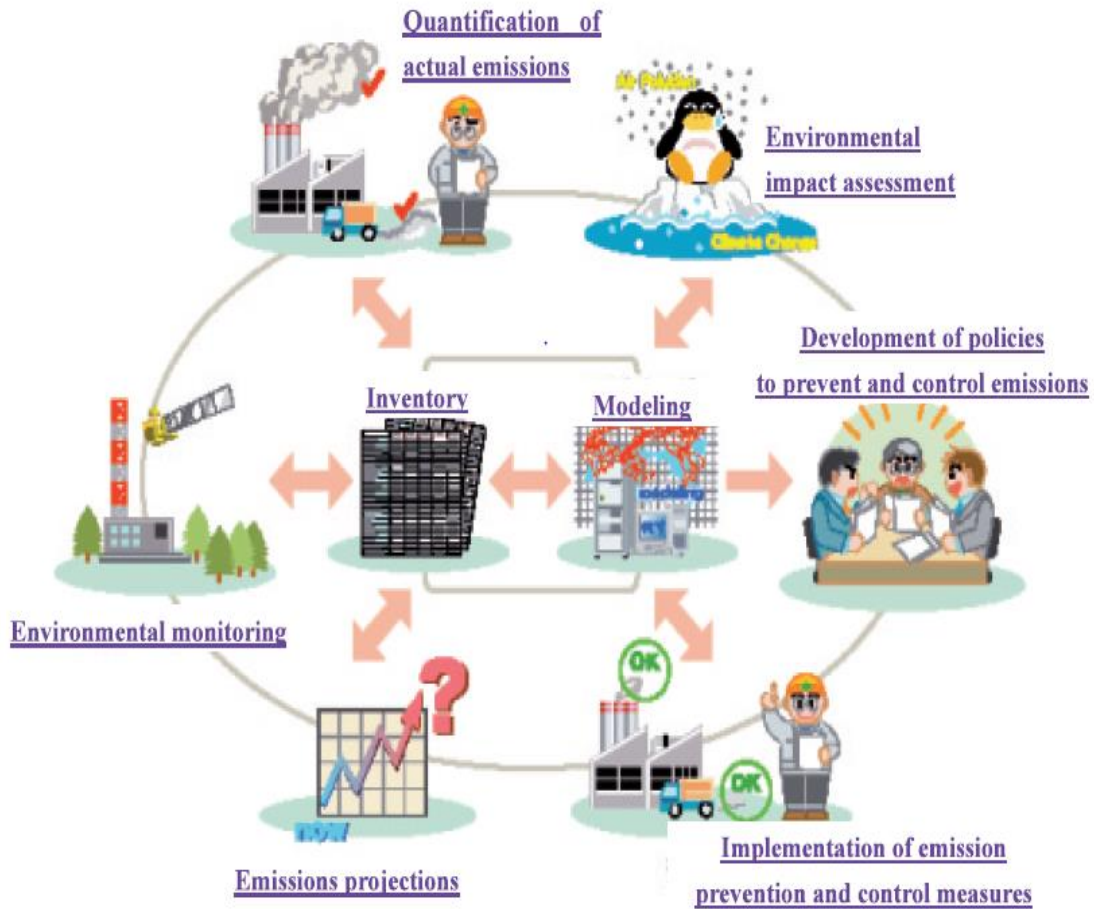 Quantification of
actual emissions
Air Pollution
Environmental
impact assessment
Climate Change
Development of policies
to prevent and control emissions
Inventory
Modeling
modeling
Environmental monitoring
OK
OK
NOW
Emissions projections
Implementation of emission
prevention and control measures